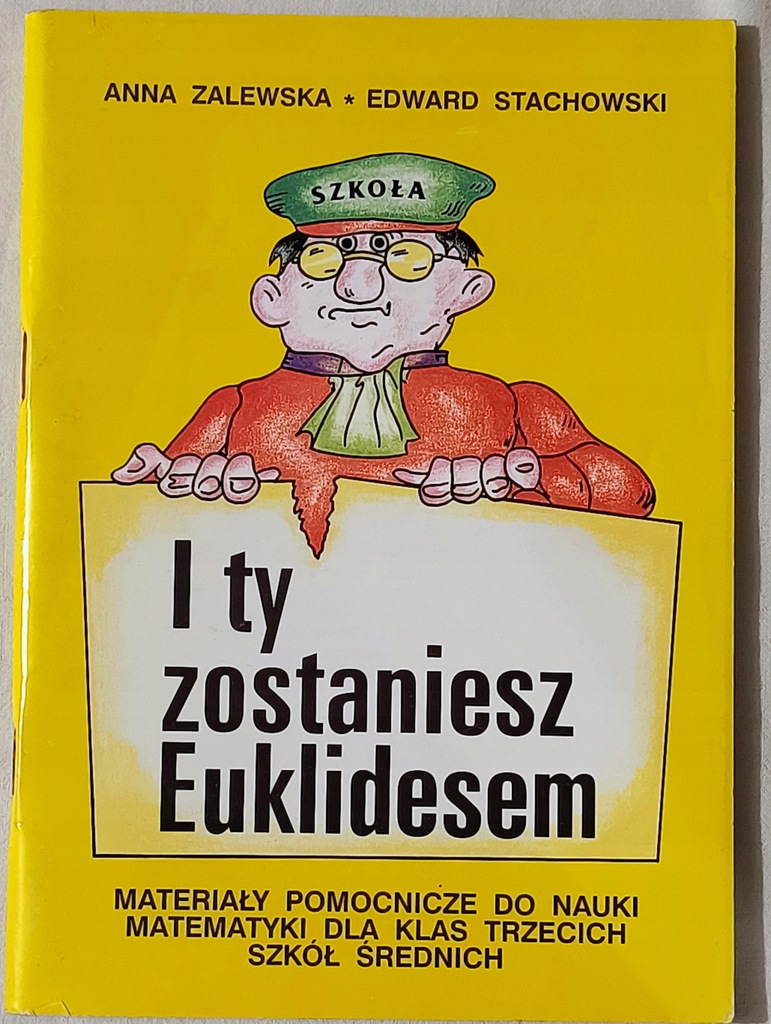 ANNA ZALEWSKA * EDWARD STACHOWSKI
SZKOŁA
I ty
zostaniesz
Euklidesem
MATERIAŁY POMOCNICZE DO NAUKI
MATEMATYKI DLA KLAS TRZECICH
SZKÓŁ ŚREDNICH